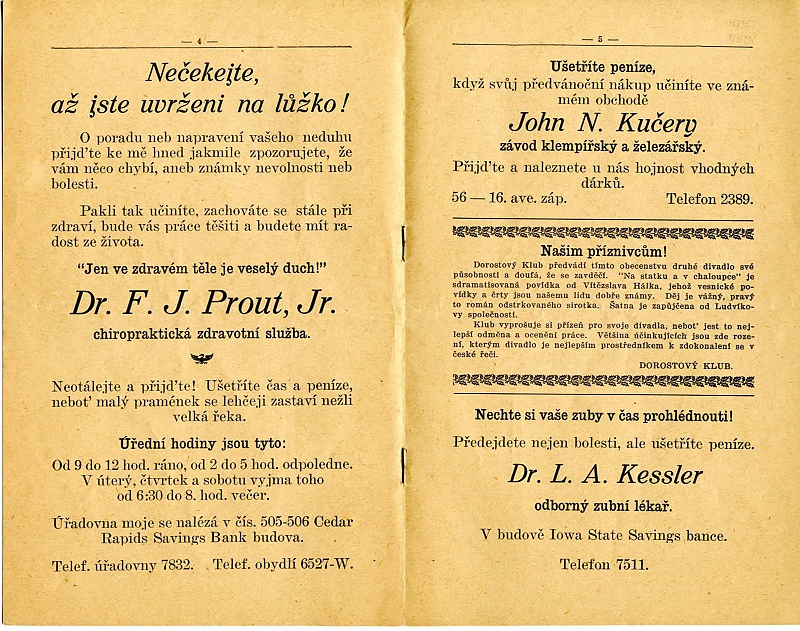 — 4 —
Nečekejte,
až jste uvrženi na lůžko!
O poradu neb napravení vašeho neduhu
přijďte ke mě hned jakmile zpozorujete, že
vám něco chybí, aneb známky nevolnosti neb
bolesti.
Pakli tak učiníte, zachováte se stále při
zdraví, bude vás práce těšiti a budete mít ra-
dost ze života.
“Jen ve zdravém těle je veselý duch!”
Dr. F. J. Prout, Jr.
chiropraktická zdravotní služba.
Neotálejte a přijďte! Ušetříte čas a peníze,
neboť malý pramének se lehčeji zastaví nežli
velká řeka.
Úřední hodiny jsou tyto:
Od 9 do 12 hod. ráno, od 2 do 5 hod. odpoledne.
V úterý, čtvrtek a sobotu vyjma toho
od 6:30 do 8. hod. večer.
Úřadovna moje se nalézá v čís. 505-506 Cedar
Rapids Savings Bank budova.
Telef. úřadovny 7832. Telef. obydlí 6527-W.
— 5 —
Ušetříte peníze,
když svůj předvánoční nákup učiníte ve zná-
mém obchodě
John N. Kučery
závod klempířský a železářský.
Přijďte a naleznete u nás hojnost vhodných
dárků.
56 — 16. ave. záp. Telefon 2389.
Našim příznivcům!
Dorostový Klub předvádí tímto obecenstvu druhé divadlo své
působnosti a doufá, že se zavděčí. “Na statku a v chaloupce” je
sdramatisovaná povídka od Vítězslava Hálka, jehož vesnické po-
vídky a črty jsou našemu lidu dobře známy. Děj je vážný, pravý
to román odstrkovaného sirotka. Šatna je zapůjčena od Ludvíko-
vy společnosti.
Klub vyprošuje si přízeň pro svoje divadla, neboť jest to nej-
lepší odměna a ocenění práce. Většina účinkujících jsou zde roze-
ní, kterým divadlo je nejlepším prostředníkem k zdokonalení se v
české řeči.
DOROSTOVÝ KLUB.
Nechte si vaše zuby v čas prohlédnouti!
Předejdete nejen bolesti, ale ušetříte peníze.
Dr. L. A. Kessler
odborný zubní lékař.
V budově Iowa State Savings bance.
Telefon 7511.